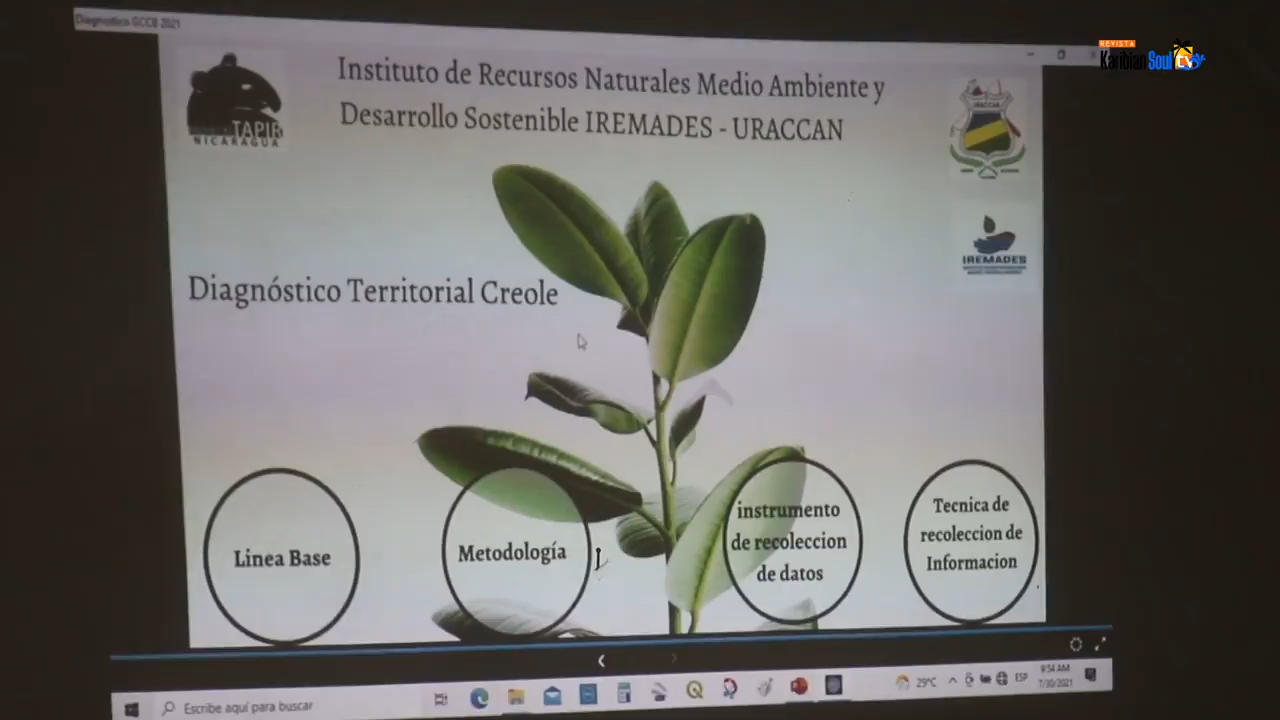 Diagnostico GCCB 2021
REVISTA
Karibian Soul TV
TAPIR
NICARAGUA
Instituto de Recursos Naturales Medio Ambiente y
Desarrollo Sostenible IREMADES - URACCAN
URACCAN
IREMADES
Diagnóstico Territorial Creole
Linea Base
Metodología
instrumento
de recoleccion
de datos
Tecnica de
recoleccion de
Informacion
Escribe aquí para buscar
29°C
ESP
9:54 AM
7/30/2021